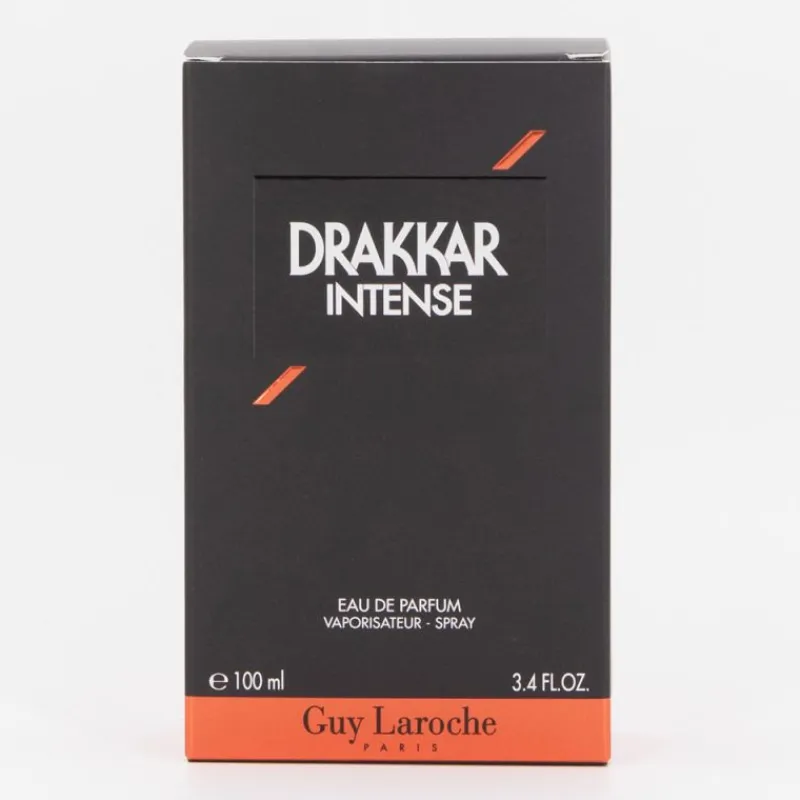 DRAKKAR
INTENSE
EAU DE PARFUM
VAPORISATEUR - SPRAY
℮ 100 ml 3.4 FL.OZ.
Guy Laroche
PARIS